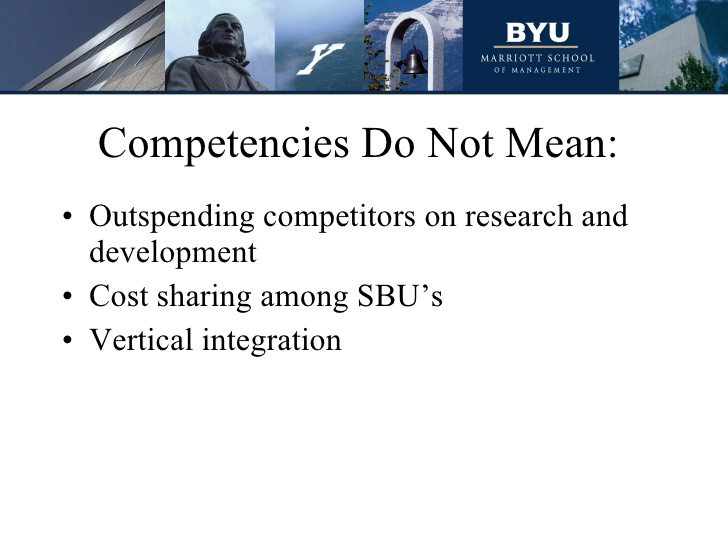 Y
BYU
MARRIOTT SCHOOL
OF MANAGEMENT
Competencies Do Not Mean:
• Outspending competitors on research and
development
• Cost sharing among SBU’s
• Vertical integration